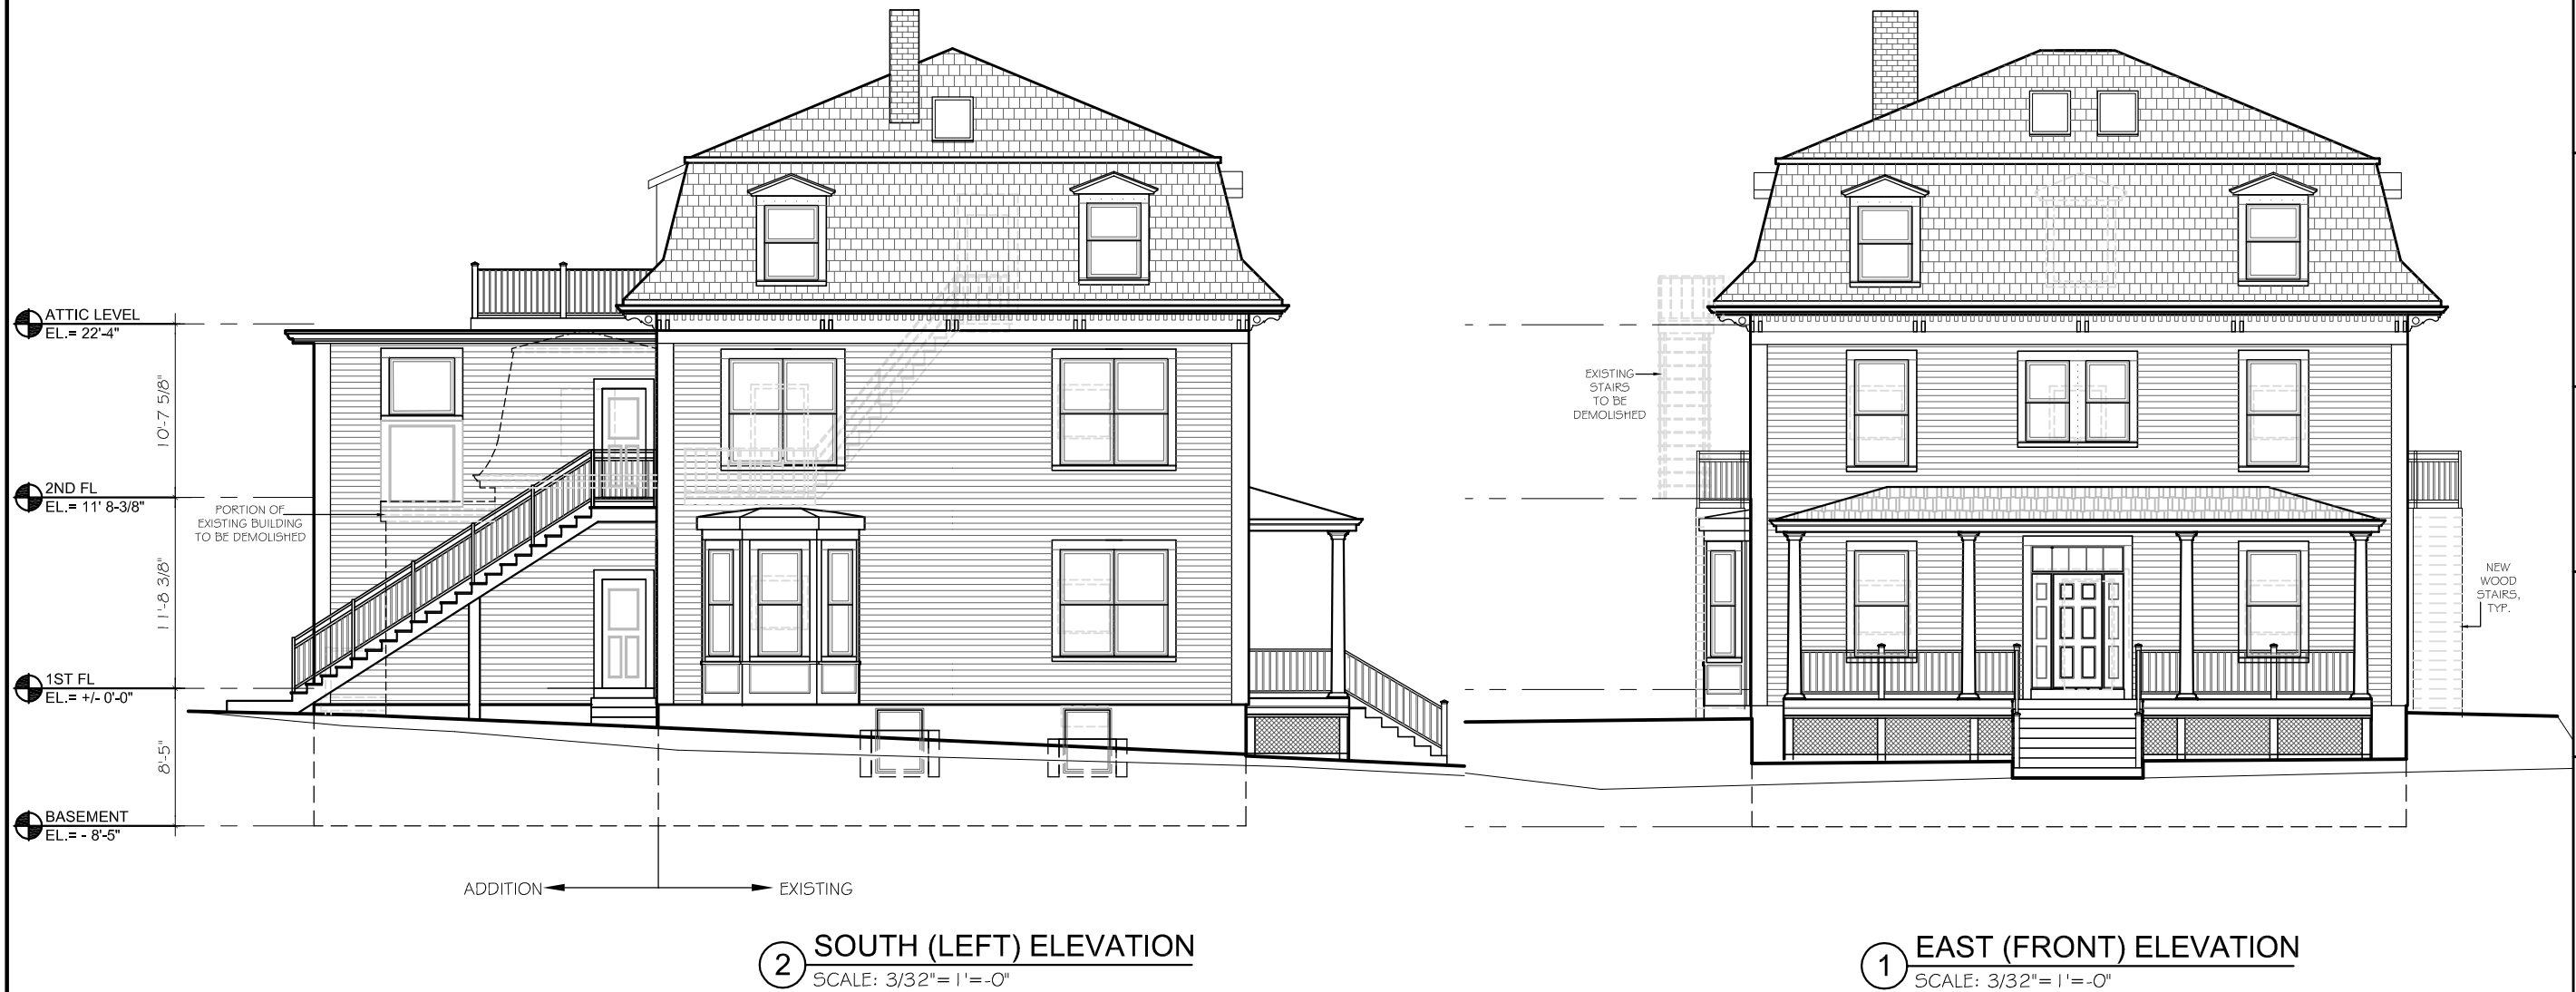 ATTIC LEVEL
EL.= 22'-4"
10'-7 5/8"
2ND FL
EL.= 11' 8-3/8"
PORTION OF
EXISTING BUILDING
TO BE DEMOLISHED
11'-8 3/8"
1ST FL
EL.= +/- 0'-0"
8'-5"
BASEMENT
EL.= - 8'-5"
ADDITION
EXISTING
2
SOUTH (LEFT) ELEVATION
SCALE: 3/32"=1'=-0"
EXISTING
STAIRS
TO BE
DEMOLISHED
NEW
WOOD
STAIRS,
TYP.
1
EAST (FRONT) ELEVATION
SCALE: 3/32"=1'=-0"